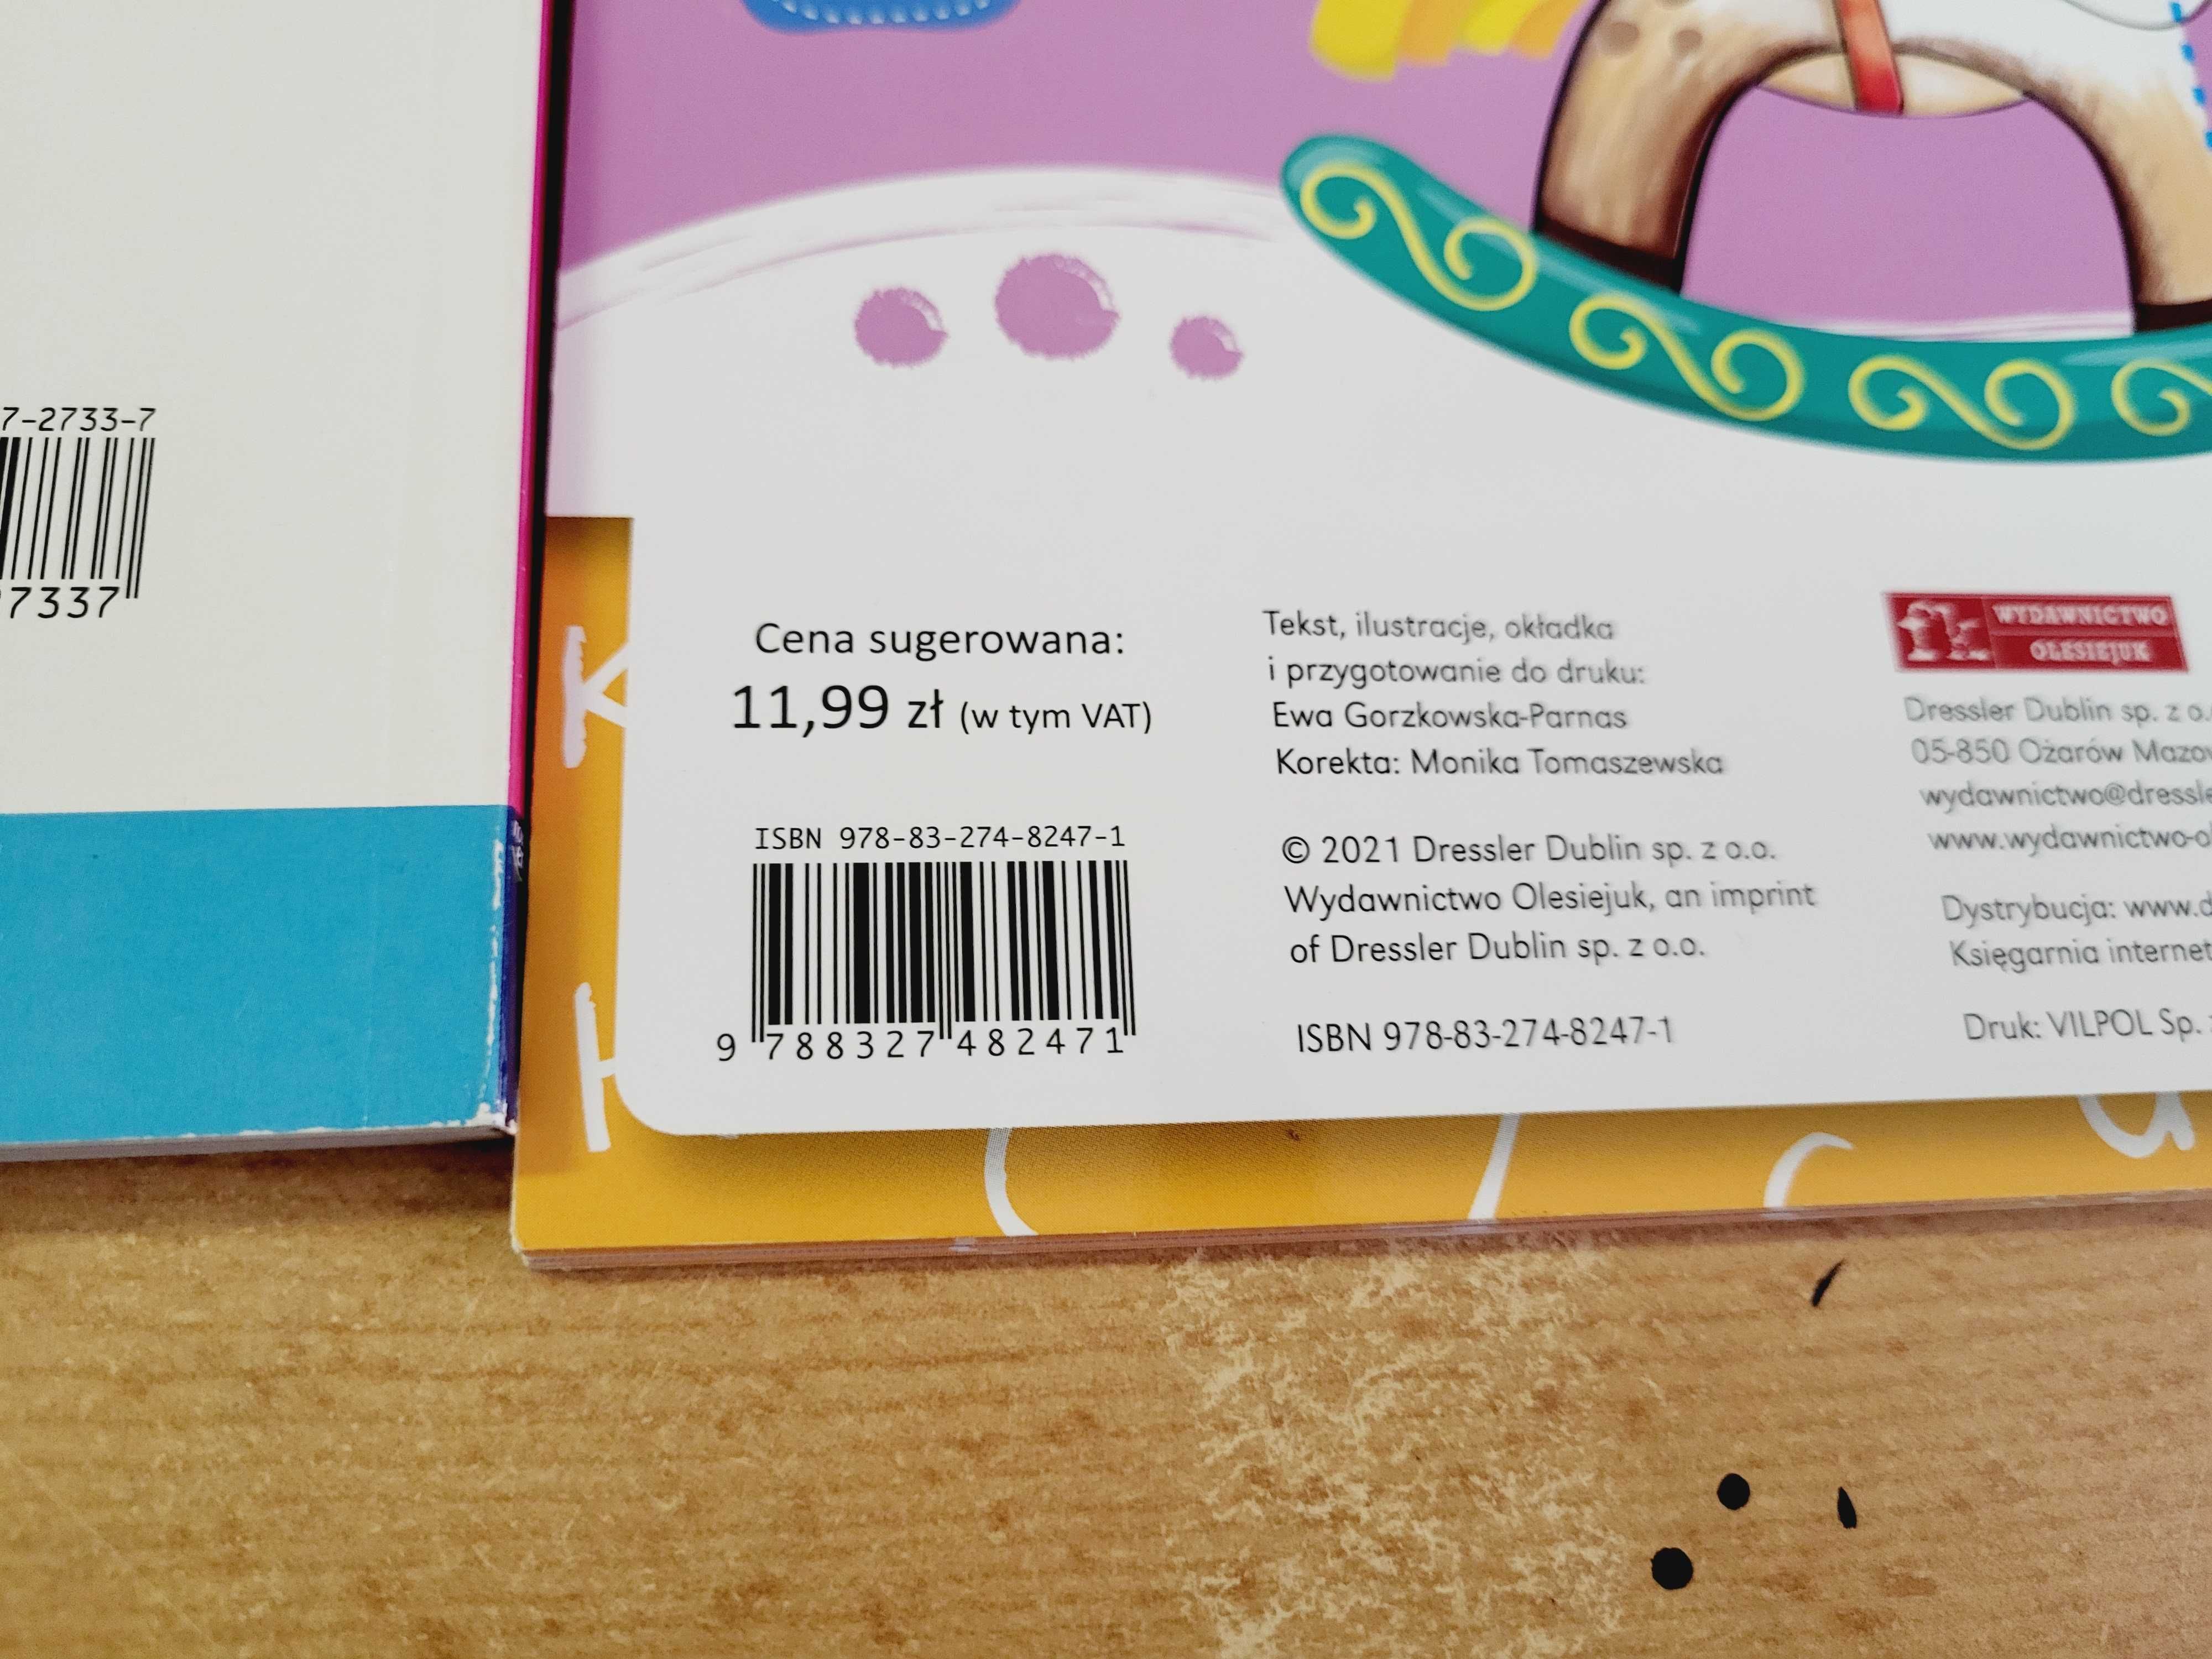 7-2733-7
7337
Cena sugerowana:
11,99 zł (w tym VAT)
ISBN 978-83-274-8247-1
9 788327 482471
Tekst, ilustracje, okładka
i przygotowanie do druku:
Ewa Gorzkowska-Parnas
Korekta: Monika Tomaszewska
© 2021 Dressler Dublin sp. z o.o.
Wydawnictwo Olesiejuk, an imprint
of Dressler Dublin sp. z o.o.
ISBN 978-83-274-8247-1
WYDAWNICTWO
OLESIEJUK
Dressler Dublin sp. z o.
05-850 Ożarów Mazo
wydawnictwo@dressle
www.wydawnictwo-o
Dystrybucja: www.d
Księgarnia internet
Druk: VILPOL Sp.
K